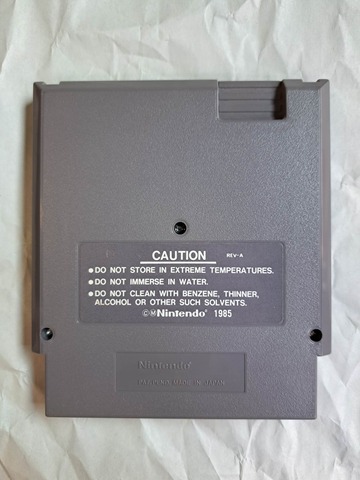 CAUTION
REV-A
●DO NOT STORE IN EXTREME TEMPERATURES.
●DO NOT IMMERSE IN WATER.
●DO NOT CLEAN WITH BENZENE, THINNER,
ALCOHOL OR OTHER SUCH SOLVENTS.
©Nintendo 1985
Nintendo
JAPAN